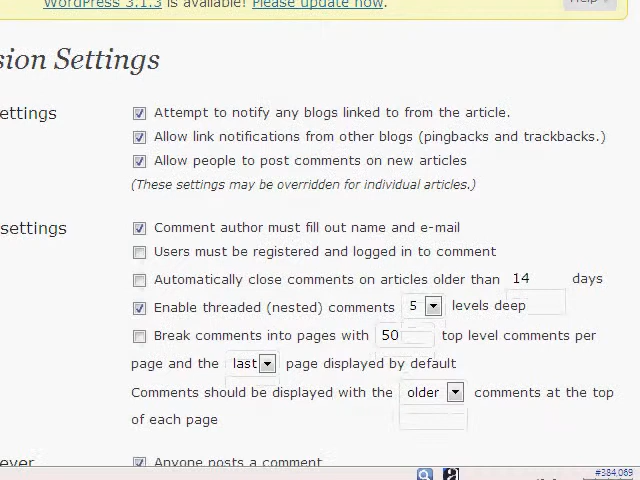 WordPress 3.1.3 is available! Please update now.
Help
sion Settings
ettings
Attempt to notify any blogs linked to from the article.
Allow link notifications from other blogs (pingbacks and trackbacks.)
Allow people to post comments on new articles
(These settings may be overridden for individual articles.)
settings
Comment author must fill out name and e-mail
Users must be registered and logged in to comment
Automatically close comments on articles older than 14 days
Enable threaded (nested) comments 5 levels deep
Break comments into pages with 50 top level comments per
page and the last page displayed by default
Comments should be displayed with the older comments at the top
of each page
ever
Anyone posts a comment
#384,069